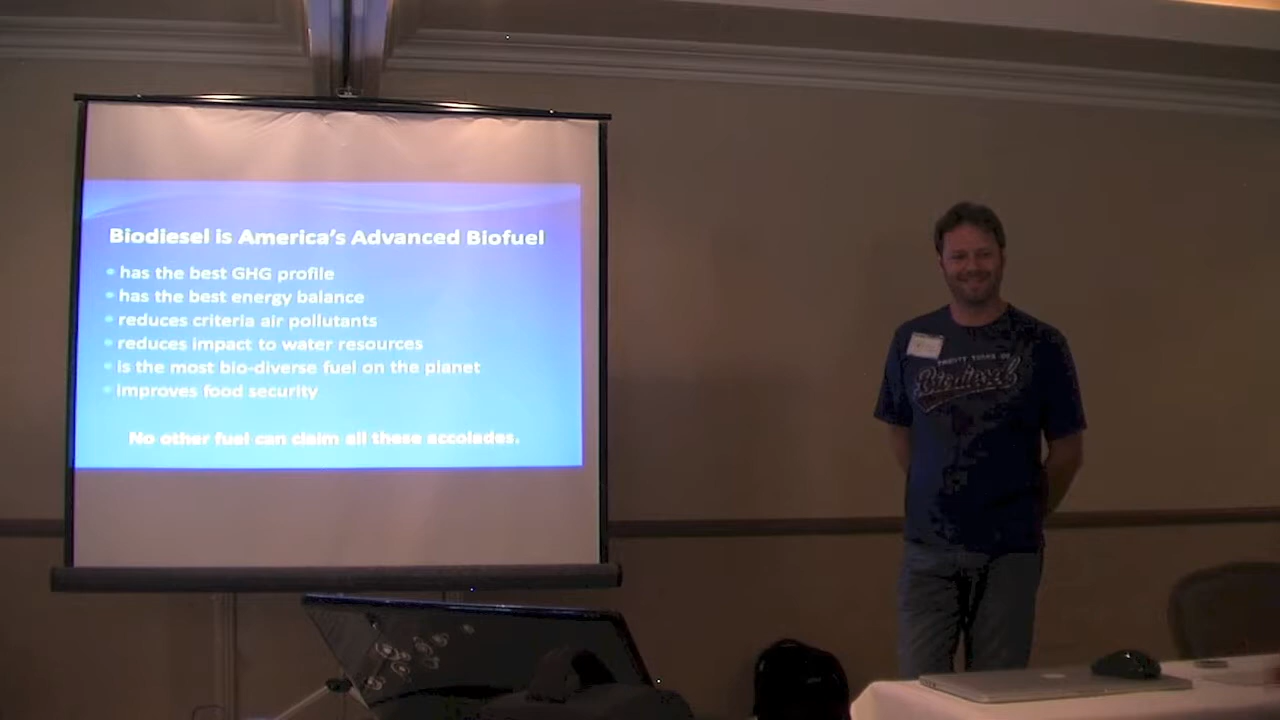 Biodiesel is America's Advanced Biofuel
has the best GHG profile
has the best energy balance
reduces criteria air pollutants
reduces impact to water resources
is the most bio-diverse fuel on the planet
improves food security
No other fuel can claim all these accolades.
Biodiesel